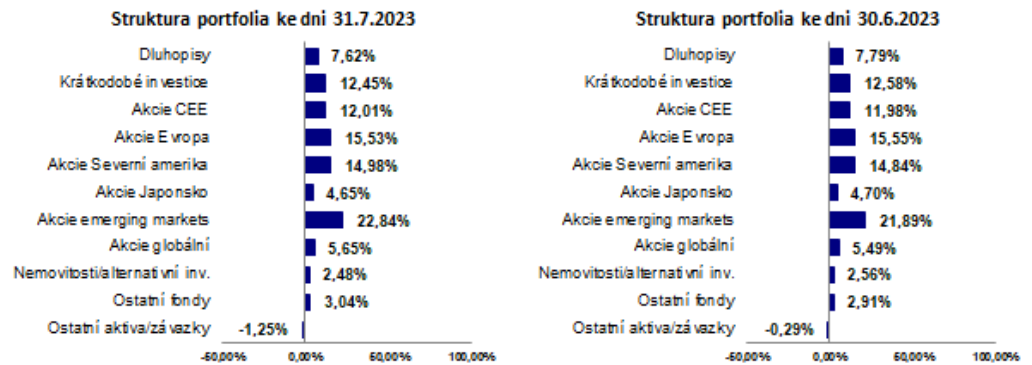 Struktura portfolia ke dni 31.7.2023
Dluhopisy 7,62%
Krátkodobé investice 12,45%
Akcie CEE 12,01%
Akcie Evropa 15,53%
Akcie Severní amerika 14,98%
Akcie Japonsko 4,65%
Akcie emerging markets 22,84%
Akcie globální 5,65%
Nemovitosti/alternativní inv. 2,48%
Ostatní fondy 3,04%
Ostatní aktiva/závazky -1,25%
-50,00% 0,00% 50,00% 100,00%
Struktura portfolia ke dni 30.6.2023
Dluhopisy 7,79%
Krátkodobé investice 12,58%
Akcie CEE 11,98%
Akcie Evropa 15,55%
Akcie Severní amerika 14,84%
Akcie Japonsko 4,70%
Akcie emerging markets 21,89%
Akcie globální 5,49%
Nemovitosti/alternativní inv. 2,56%
Ostatní fondy 2,91%
Ostatní aktiva/závazky -0,29%
-50,00% 0,00% 50,00% 100,00%